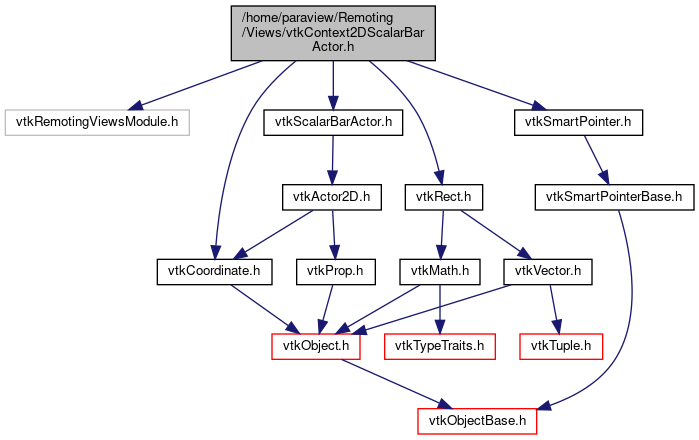 /home/paraview/Remoting
/Views/vtkContext2DScalarBar
Actor.h
vtkRemotingViewsModule.h
vtkScalarBarActor.h
vtkSmartPointer.h
vtkActor2D.h
vtkRect.h
vtkSmartPointerBase.h
vtkCoordinate.h
vtkProp.h
vtkMath.h
vtkVector.h
vtkObject.h
vtkTypeTraits.h
vtkTuple.h
vtkObjectBase.h